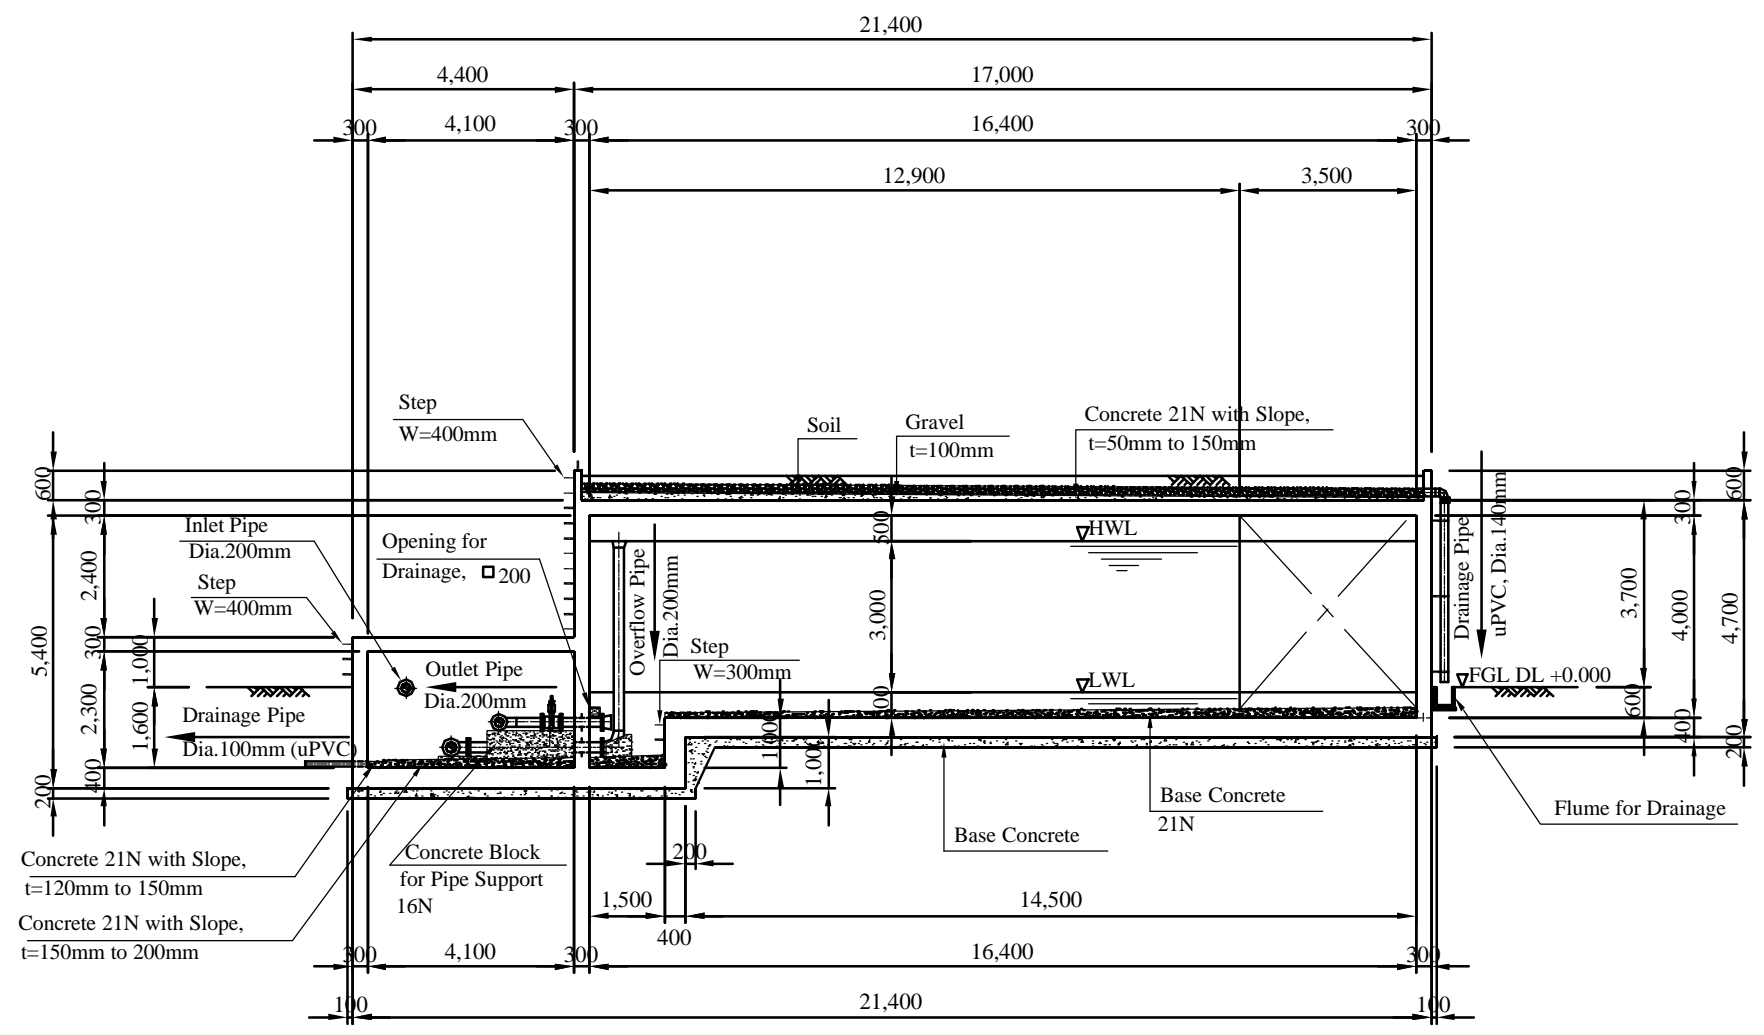 21,400
4,400
17,000
300
4,100
300
16,400
300
12,900
3,500
Step
W=400mm
Soil
Gravel
t=100mm
Concrete 21N with Slope,
t=50mm to 150mm
600
300
2,400
300
5,400
2,300
400
200
1,000
1,600
Inlet Pipe
Dia.200mm
Step
W=400mm
Opening for
Drainage, 200
Overflow Pipe
Dia.200mm
500
HWL
3,000
Outlet Pipe
Dia.200mm
Step
W=300mm
LWL
Drainage Pipe
Dia.100mm (uPVC)
1,000
Drainage Pipe
uPVC, Dia.140mm
FGL DL +0.000
600
300
3,700
4,000
4,700
600
400
200
Base Concrete
21N
Base Concrete
Flume for Drainage
Concrete 21N with Slope,
t=120mm to 150mm
Concrete Block
for Pipe Support
16N
200
Concrete 21N with Slope,
t=150mm to 200mm
1,500
400
14,500
300
4,100
300
16,400
300
100
21,400
100